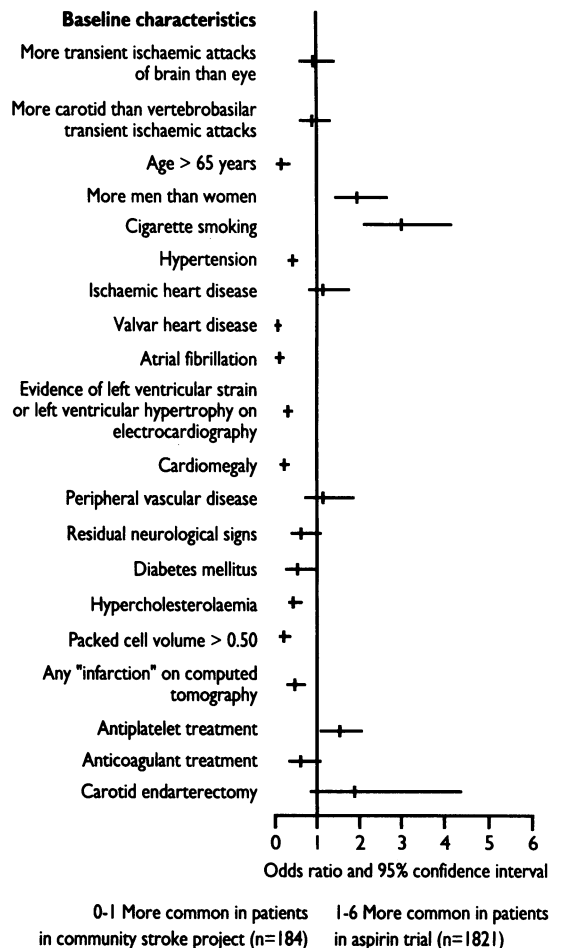 Baseline characteristics
More transient ischaemic attacks
of brain than eye
More carotid than vertebrobasilar
transient ischaemic attacks
Age > 65 years
More men than women
Cigarette smoking
Hypertension
Ischaemic heart disease
Valvar heart disease
Atrial fibrillation
Evidence of left ventricular strain
or left ventricular hypertrophy on
electrocardiography
Cardiomegaly
Peripheral vascular disease
Residual neurological signs
Diabetes mellitus
Hypercholesterolaemia
Packed cell volume > 0.50
Any "infarction" on computed
tomography
Antiplatelet treatment
Anticoagulant treatment
Carotid endarterectomy
0 1 2 3 4 5 6
Odds ratio and 95% confidence interval
0-1 More common in patients
in community stroke project (n=184)
1-6 More common in patients
in aspirin trial (n=1821)